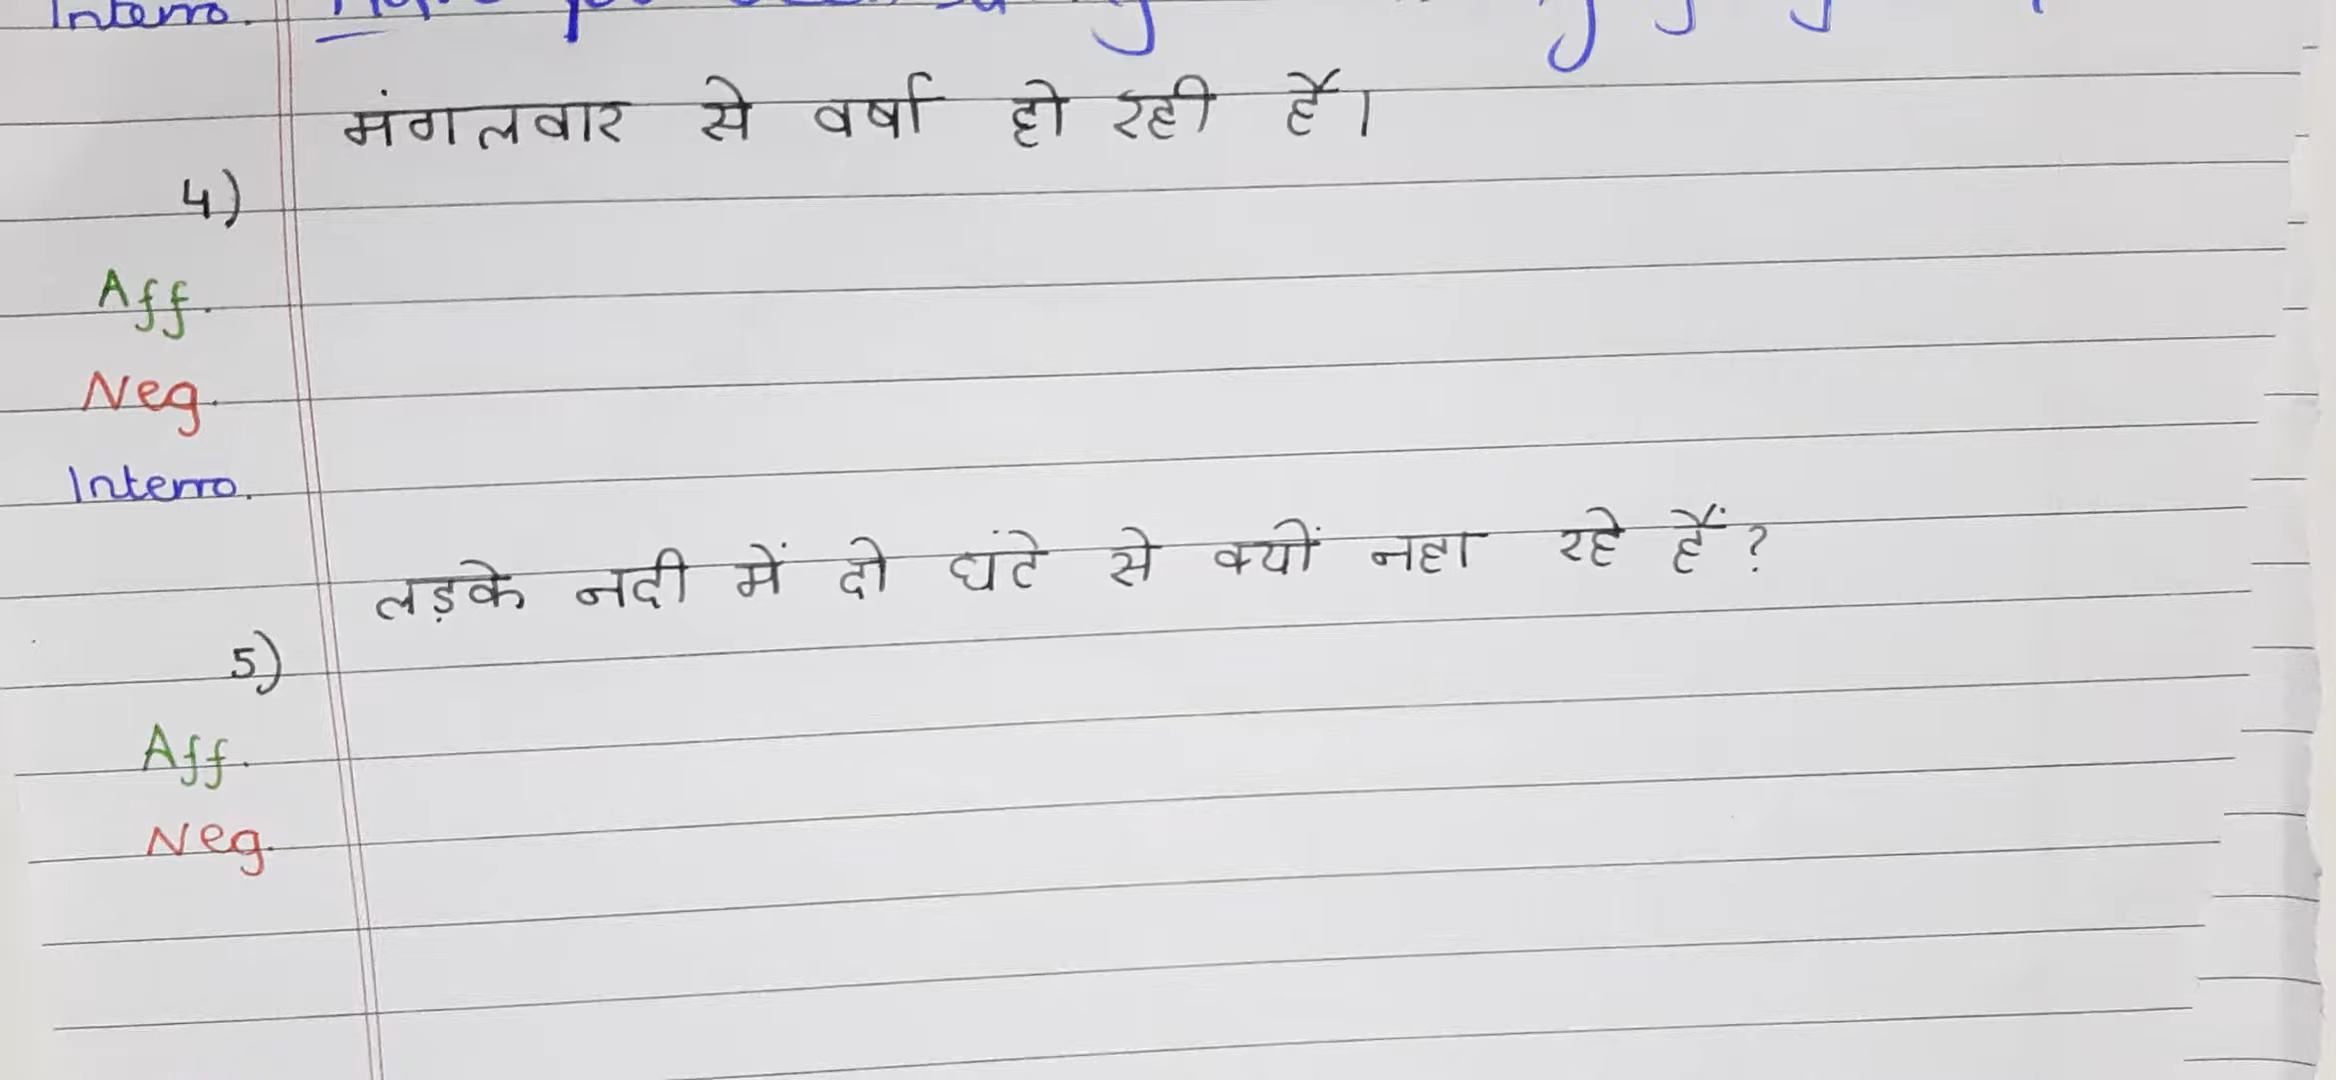 Interro.
मंगलवार से वर्षा हो रही है।
4)
Aff.
Neg.
Interro.
लड़के नदी में दो घंटे से क्यों नहा रहे हैं?
5)
Aff.
Neg.